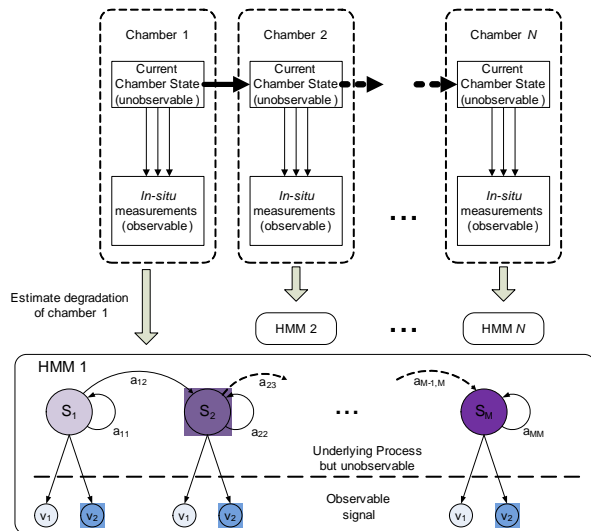 Chamber 1
Chamber 2
Chamber N
Current
Chamber State
(unobservable)
Current
Chamber State
(unobservable)
Current
Chamber State
(unobservable)
In-situ
measurements
(observable)
In-situ
measurements
(observable)
...
In-situ
measurements
(observable)
Estimate degradation
of chamber 1
HMM 2
...
HMM N
HMM 1
a12
a23
aM-1,M
S1
S2
...
SM
a11
a22
aMM
Underlying Process
but unobservable
Observable
signal
v1
v2
v1
v2
v1
v2